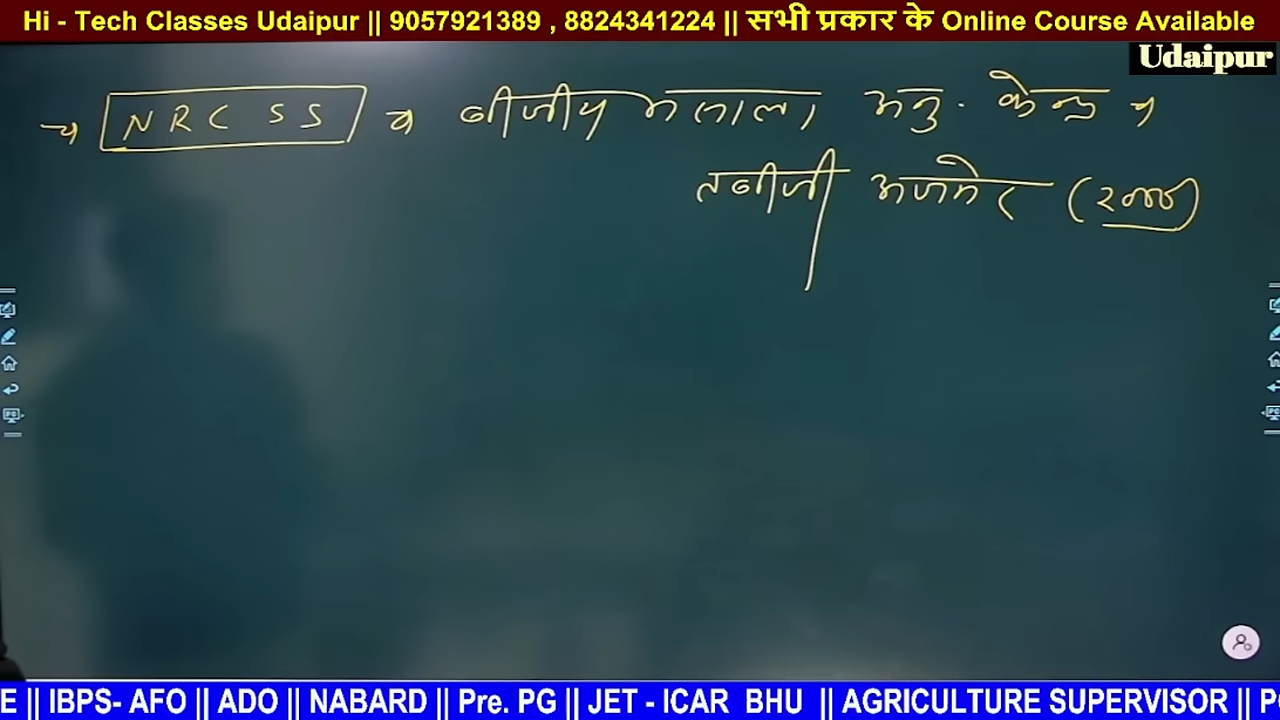 Hi - Tech Classes Udaipur || 9057921389 , 8824341224 || सभी प्रकार के Online Course Available
Udaipur
→ NRCSS → बीजीय मसाला अनु. केन्द्र →
तबीजी अजमेर (2000)
E || IBPS- AFO || ADO || NABARD || Pre. PG || JET - ICAR BHU || AGRICULTURE SUPERVISOR || P